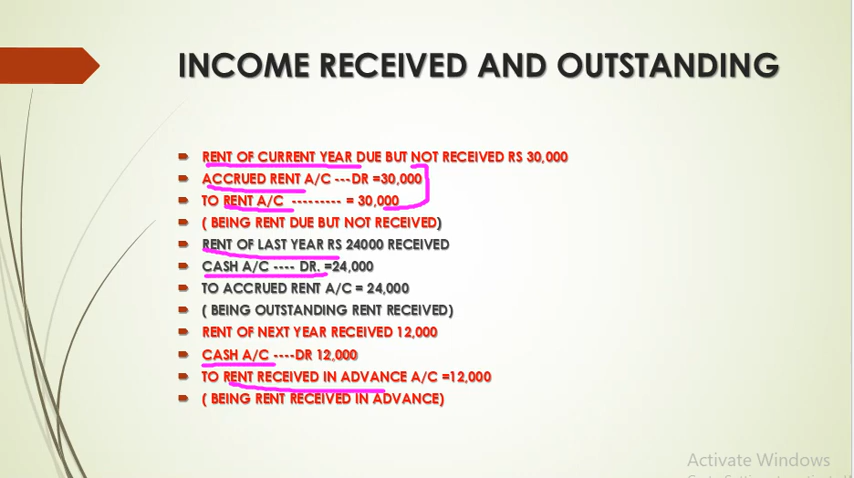 INCOME RECEIVED AND OUTSTANDING
RENT OF CURRENT YEAR DUE BUT NOT RECEIVED RS 30,000
ACCRUED RENT A/C ---DR =30,000
TO RENT A/C --------- = 30,000
( BEING RENT DUE BUT NOT RECEIVED)
RENT OF LAST YEAR RS 24000 RECEIVED
CASH A/C ---- DR. =24,000
TO ACCRUED RENT A/C = 24,000
( BEING OUTSTANDING RENT RECEIVED)
RENT OF NEXT YEAR RECEIVED 12,000
CASH A/C ----DR 12,000
TO RENT RECEIVED IN ADVANCE A/C =12,000
( BEING RENT RECEIVED IN ADVANCE)
Activate Windows